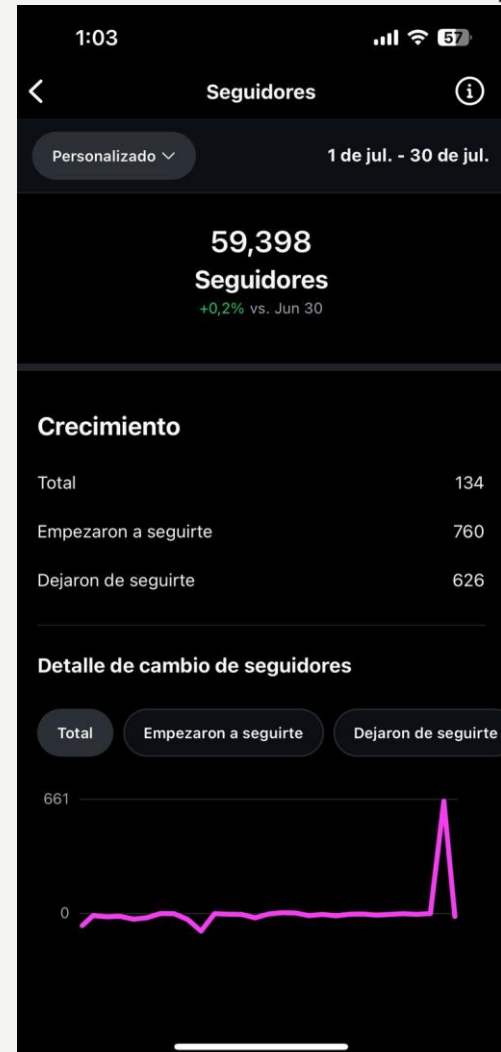 1:03
57
Seguidores
Personalizado
1 de jul. - 30 de jul.
59,398
Seguidores
+0,2% vs. Jun 30
Crecimiento
Total 134
Empezaron a seguirte 760
Dejaron de seguirte 626
Detalle de cambio de seguidores
Total Empezaron a seguirte Dejaron de seguirte
661
0